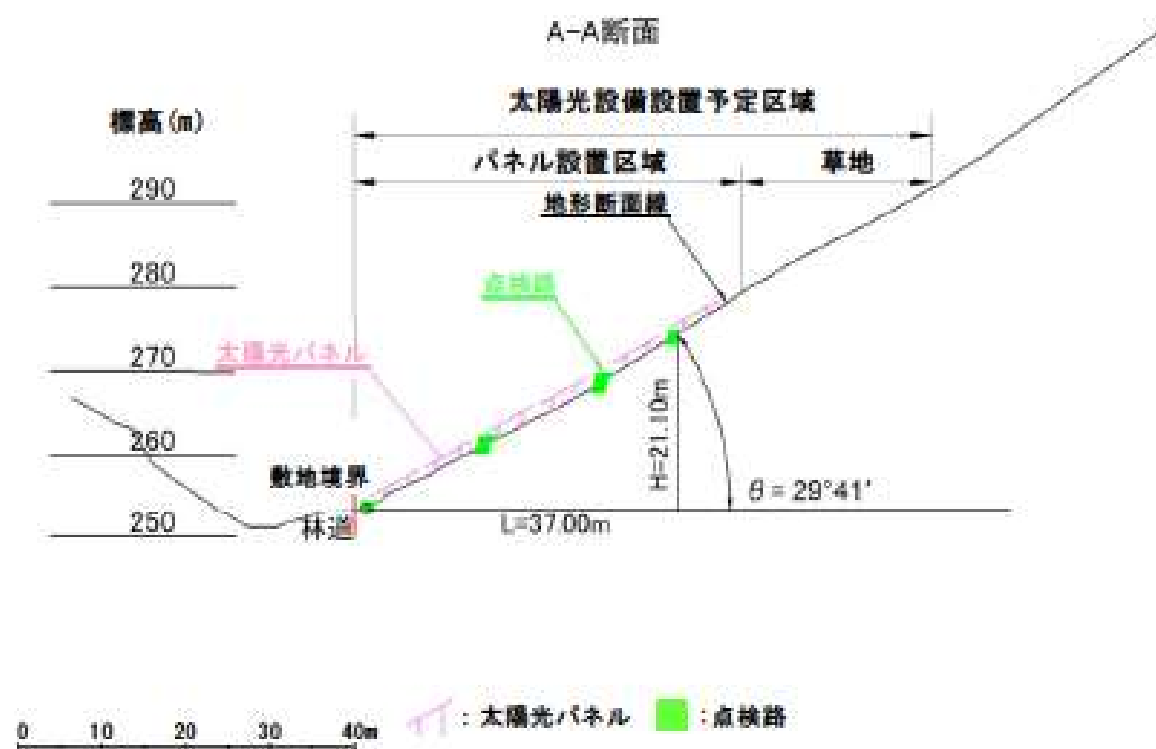 A-A断面
太陽光設備設置予定区域
標高(m)
パネル設置区域
草地
290
地形断面線
280
点検路
270
太陽光パネル
260
H=21.10m
敷地境界
θ = 29°41'
250
林道
L=37.00m
0 10 20 30 40m
: 太陽光パネル
: 点検路